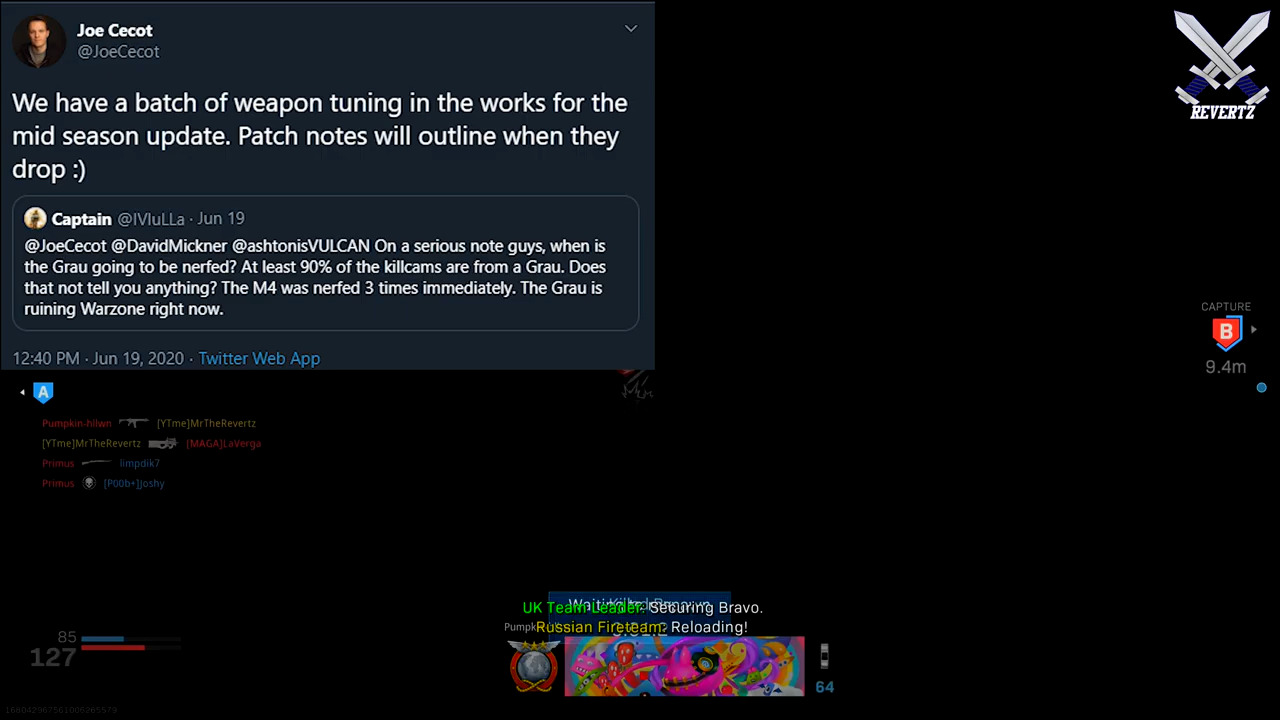 Joe Cecot
@JoeCecot
We have a batch of weapon tuning in the works for the
mid season update. Patch notes will outline when they
drop :)
Captain @IVIuLLa · Jun 19
@JoeCecot @DavidMickner @ashtonisVULCAN On a serious note guys, when is
the Grau going to be nerfed? At least 90% of the killcams are from a Grau. Does
that not tell you anything? The M4 was nerfed 3 times immediately. The Grau is
ruining Warzone right now.
12:40 PM · Jun 19, 2020 · Twitter Web App
REVERTZ
CAPTURE
B
9.4m
A
Pumpkin-hllwn [YTme]MrTheRevertz
[YTme]MrTheRevertz [MAGA]LaVerga
Primus limpdik7
Primus [P00b+]Joshy
UK Team Leader: Securing Bravo.
Russian Fireteam: Reloading!
85
127
64